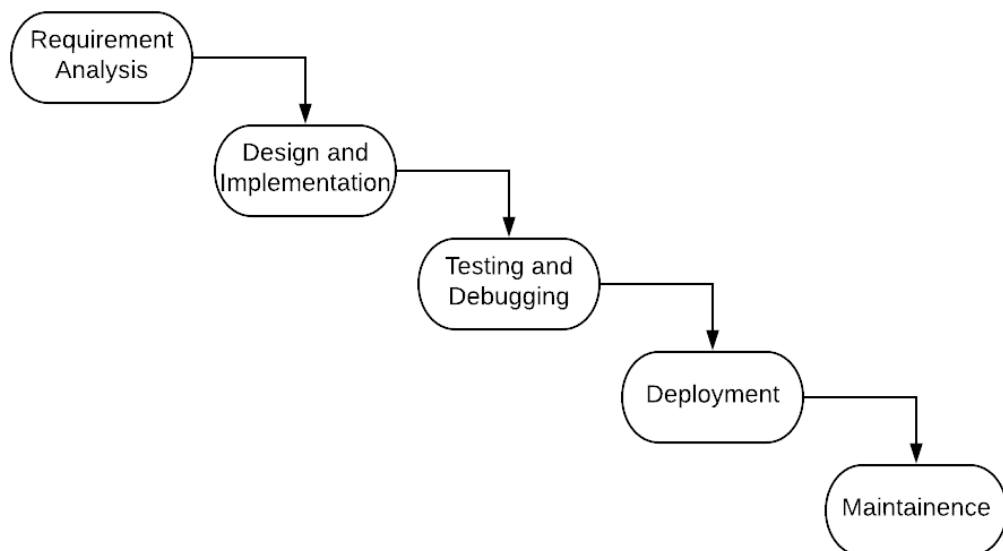 Requirement
Analysis
Design and
Implementation
Testing and
Debugging
Deployment
Maintainence